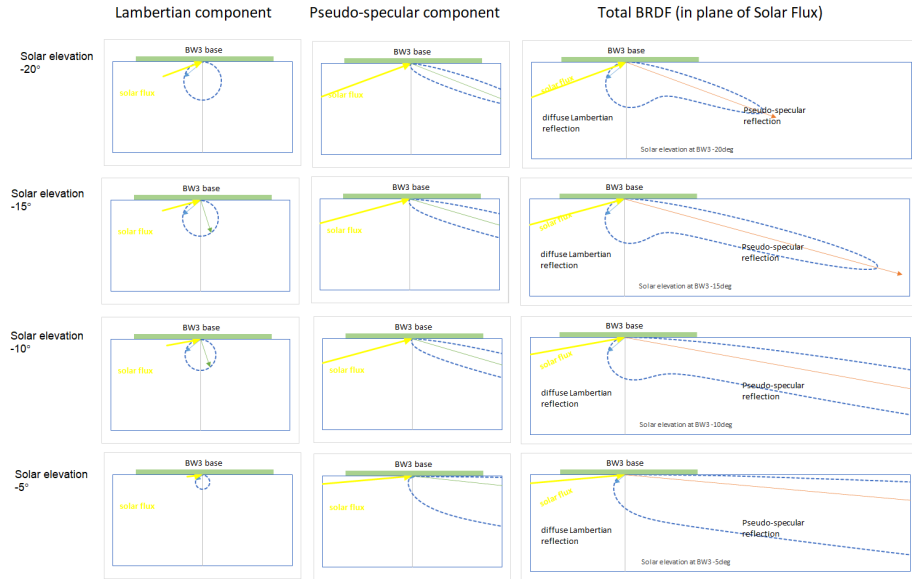 Lambertian component
Pseudo-specular component
Total BRDF (in plane of Solar Flux)
Solar elevation
-20°
BW3 base
solar flux
BW3 base
solar flux
BW3 base
solar flux
diffuse Lambertian
reflection
Pseudo-specular
reflection
Solar elevation at BW3 -20deg
Solar elevation
-15°
BW3 base
solar flux
BW3 base
solar flux
BW3 base
solar flux
diffuse Lambertian
reflection
Pseudo-specular
reflection
Solar elevation at BW3 -15deg
Solar elevation
-10°
BW3 base
solar flux
BW3 base
solar flux
BW3 base
solar flux
diffuse Lambertian
reflection
Pseudo-specular
reflection
Solar elevation at BW3 -10deg
Solar elevation
-5°
BW3 base
solar flux
BW3 base
solar flux
BW3 base
solar flux
diffuse Lambertian
reflection
Pseudo-specular
reflection
Solar elevation at BW3 -5deg